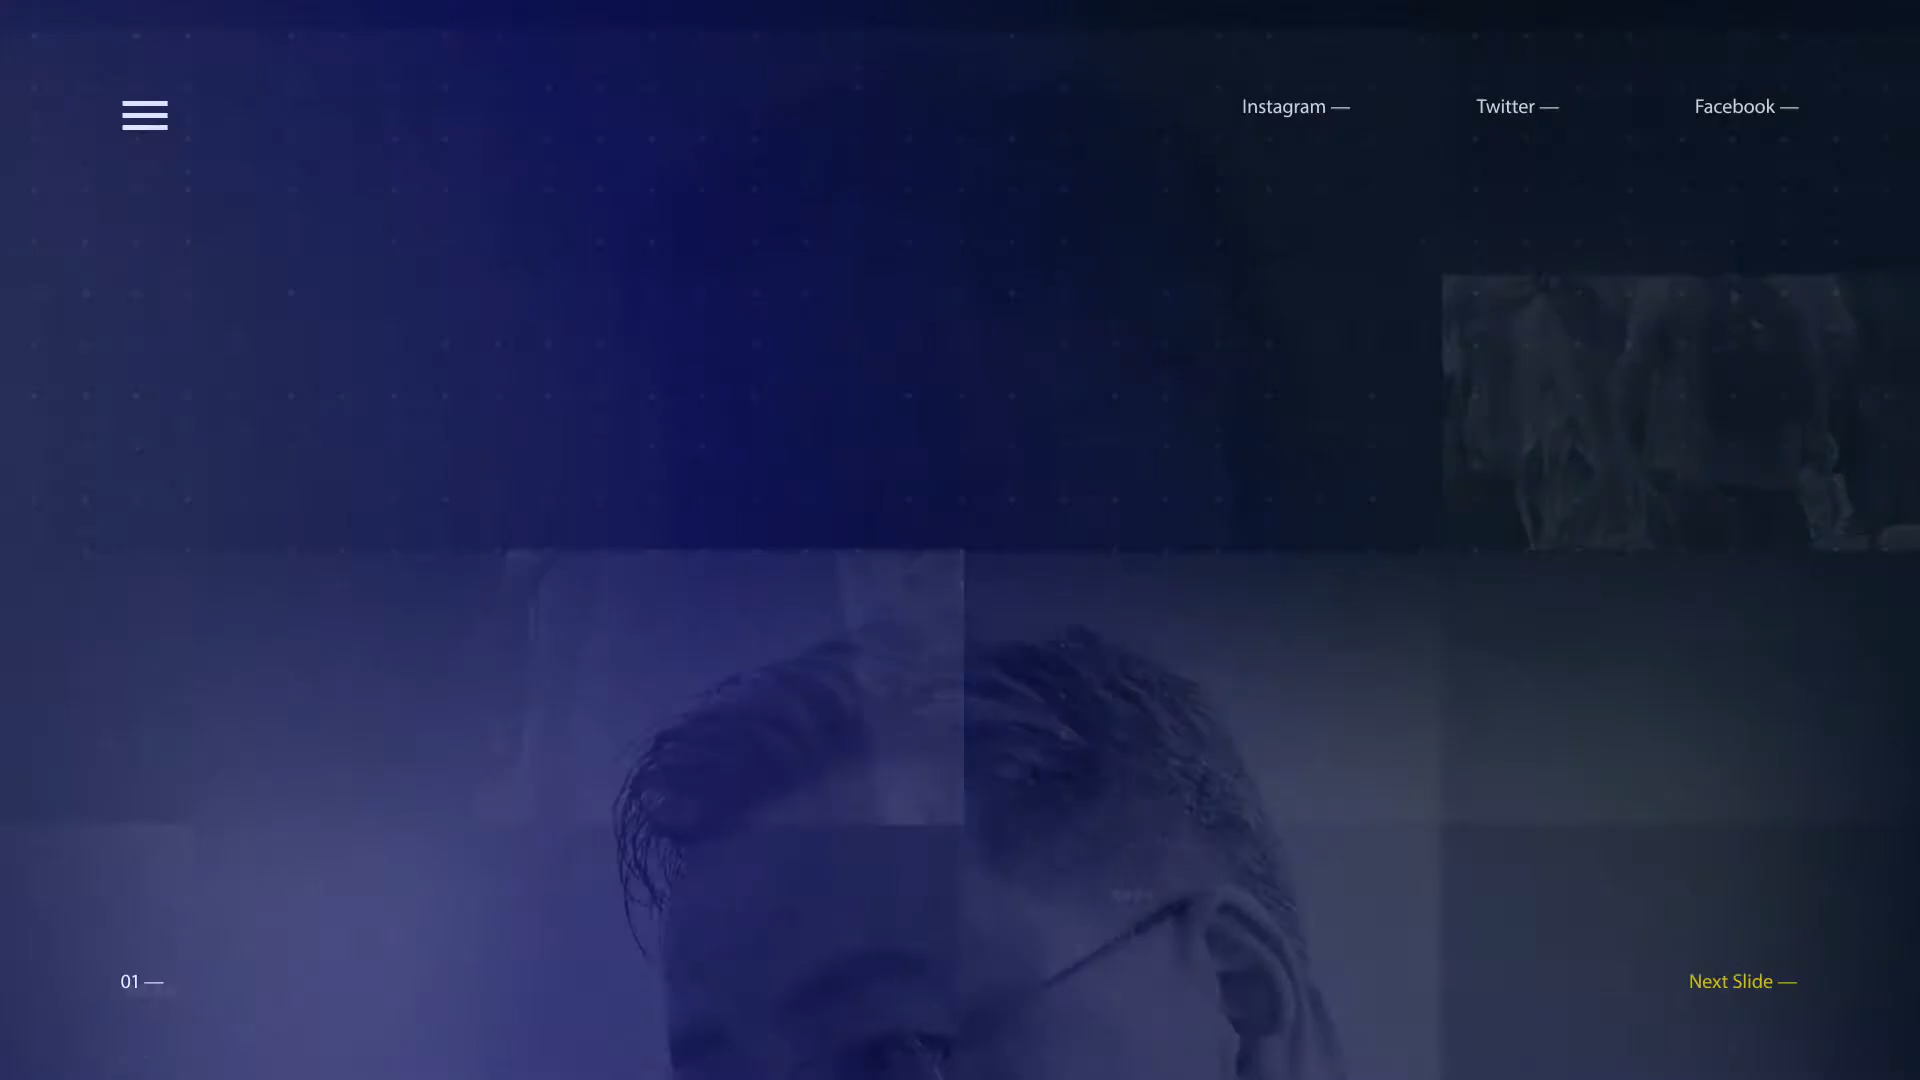 Instagram —
Twitter —
Facebook —
01 —
Next Slide —